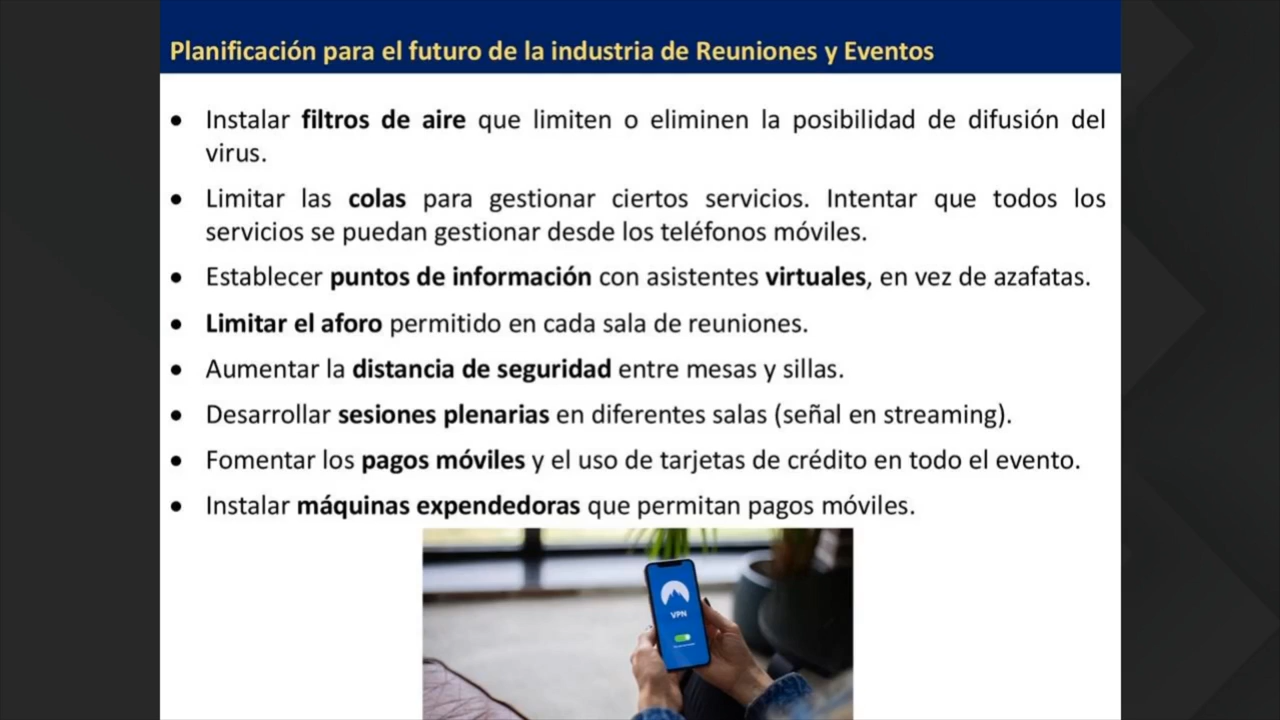 Planificación para el futuro de la industria de Reuniones y Eventos
• Instalar filtros de aire que limiten o eliminen la posibilidad de difusión del
virus.
• Limitar las colas para gestionar ciertos servicios. Intentar que todos los
servicios se puedan gestionar desde los teléfonos móviles.
• Establecer puntos de información con asistentes virtuales, en vez de azafatas.
• Limitar el aforo permitido en cada sala de reuniones.
• Aumentar la distancia de seguridad entre mesas y sillas.
• Desarrollar sesiones plenarias en diferentes salas (señal en streaming).
• Fomentar los pagos móviles y el uso de tarjetas de crédito en todo el evento.
• Instalar máquinas expendedoras que permitan pagos móviles.
VPN